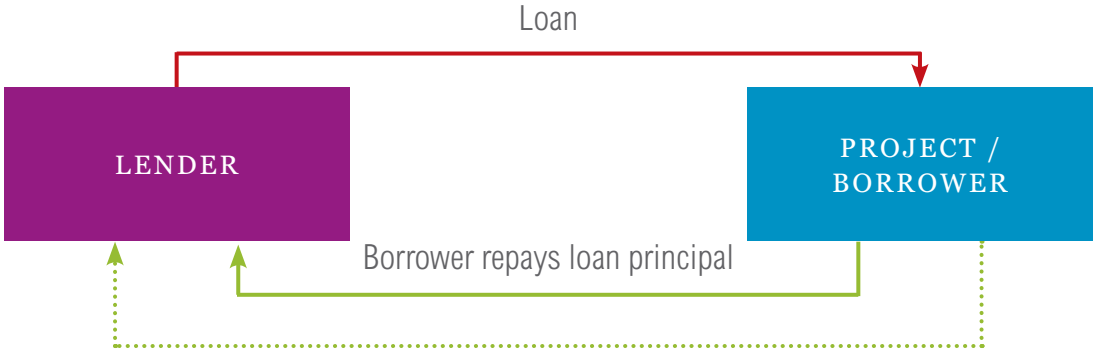 Loan
LENDER
PROJECT /
BORROWER
Borrower repays loan principal